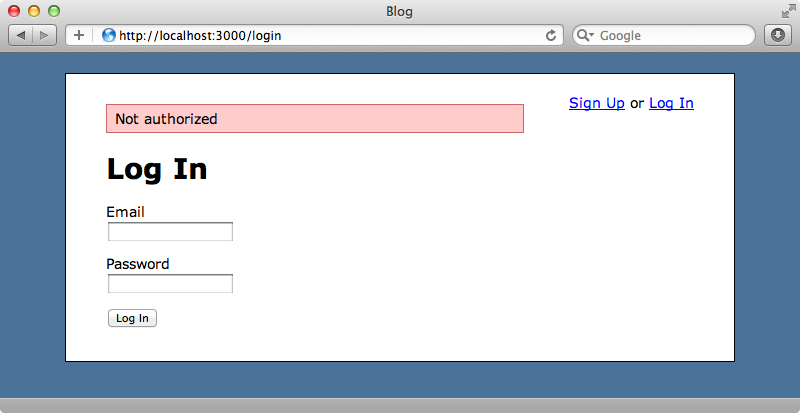 Blog
http://localhost:3000/login
Google
Sign Up or Log In
Not authorized
Log In
Email
Password
Log In